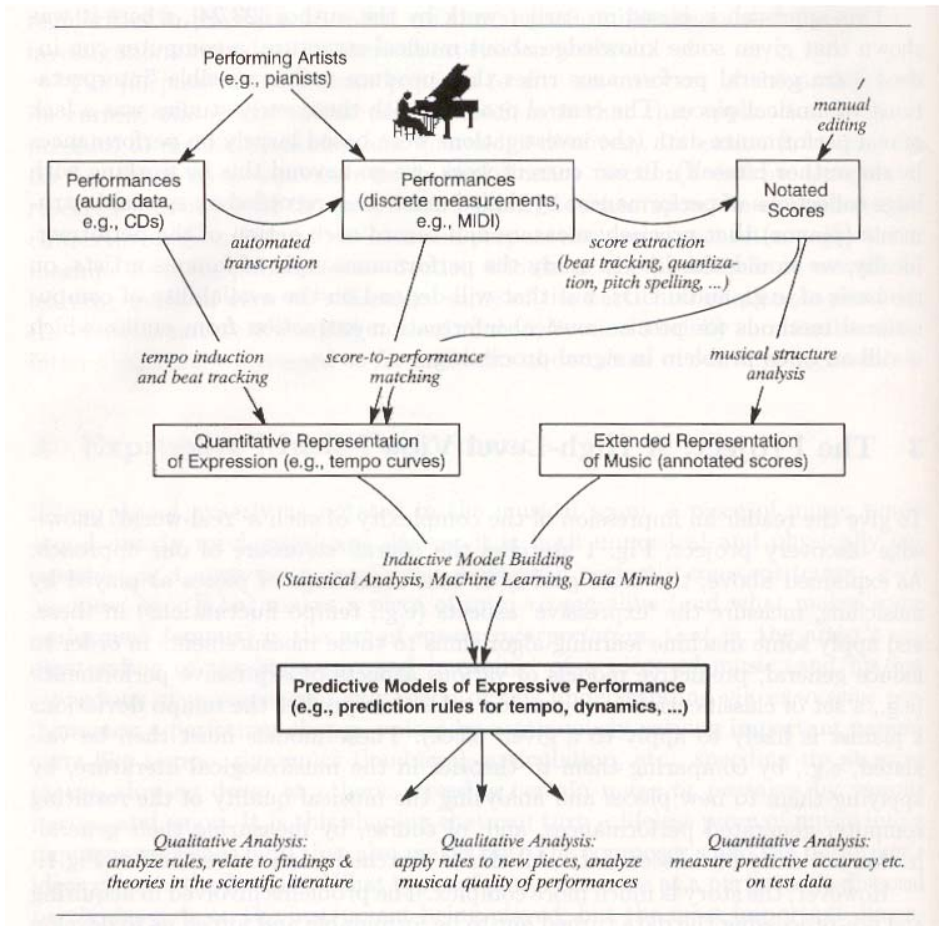 Performing Artists
(e.g., pianists)
manual
editing
Performances
(audio data,
e.g., CDs)
Performances
(discrete measurements,
e.g., MIDI)
Notated
Scores
automated
transcription
score extraction
(beat tracking, quantiza-
tion, pitch spelling, ...)
tempo induction
and beat tracking
score-to-performance
matching
musical structure
analysis
Quantitative Representation
of Expression (e.g., tempo curves)
Extended Representation
of Music (annotated scores)
Inductive Model Building
(Statistical Analysis, Machine Learning, Data Mining)
Predictive Models of Expressive Performance
(e.g., prediction rules for tempo, dynamics, ...)
Qualitative Analysis:
analyze rules, relate to findings &
theories in the scientific literature
Qualitative Analysis:
apply rules to new pieces, analyze
musical quality of performances
Quantitative Analysis:
measure predictive accuracy etc.
on test data